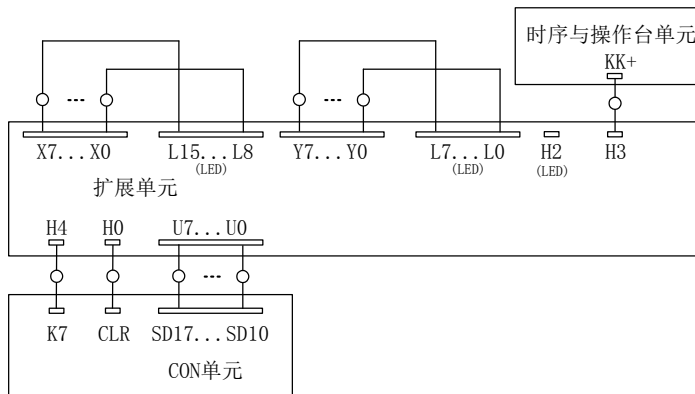 时序与操作台单元
KK+
X7...X0 L15...L8 Y7...Y0 L7...L0 H2 H3
(LED) (LED) (LED)
扩展单元
H4 H0 U7...U0
K7 CLR SD17...SD10
CON单元